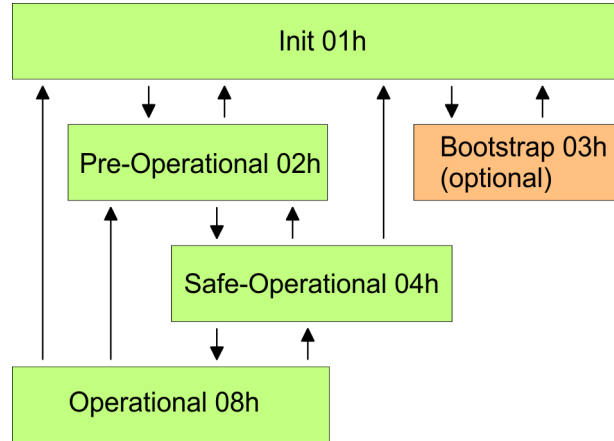 Init 01h
Pre-Operational 02h
Bootstrap 03h
(optional)
Safe-Operational 04h
Operational 08h